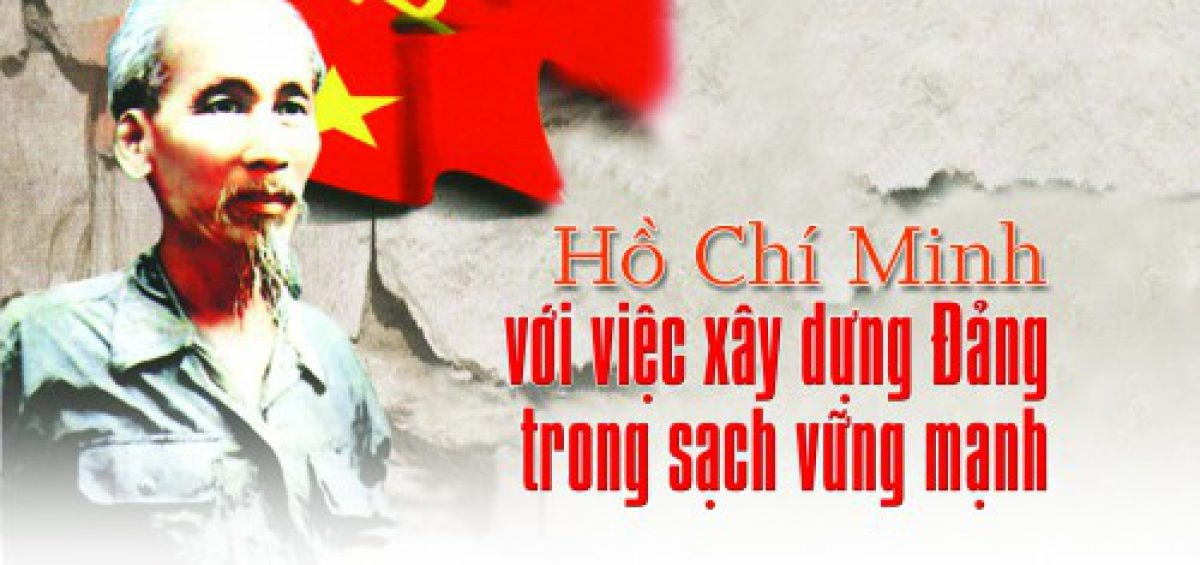 Hồ Chí Minh
với việc xây dựng Đảng
trong sạch vững mạnh